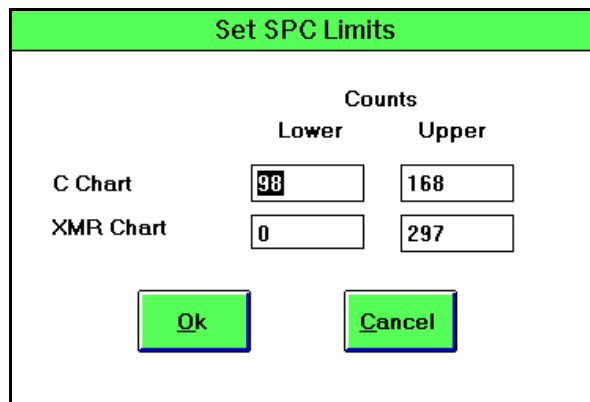 Set SPC Limits
Counts
Lower Upper
C Chart 98 168
XMR Chart 0 297
Ok Cancel